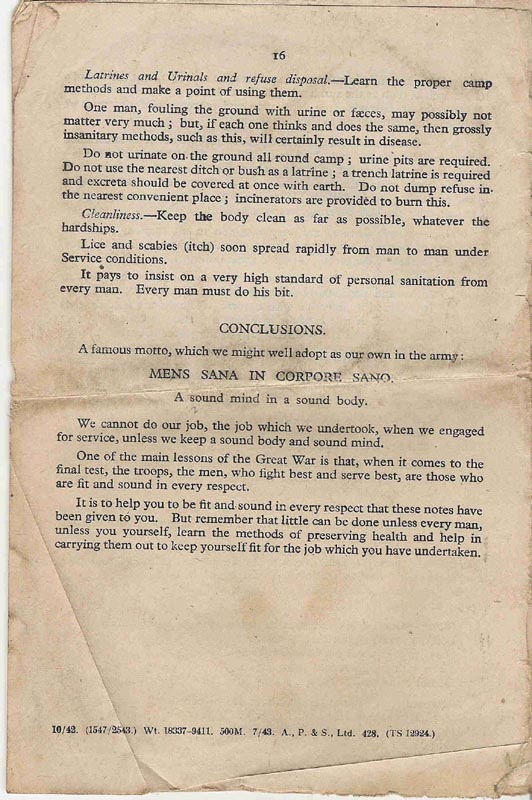 16
Latrines and Urinals and refuse disposal.—Learn the proper camp
methods and make a point of using them.
One man, fouling the ground with urine or fæces, may possibly not
matter very much ; but, if each one thinks and does the same, then grossly
insanitary methods, such as this, will certainly result in disease.
Do not urinate on the ground all round camp ; urine pits are required.
Do not use the nearest ditch or bush as a latrine ; a trench latrine is required
and excreta should be covered at once with earth. Do not dump refuse in
the nearest convenient place ; incinerators are provided to burn this.
Cleanliness.—Keep the body clean as far as possible, whatever the
hardships.
Lice and scabies (itch) soon spread rapidly from man to man under
Service conditions.
It pays to insist on a very high standard of personal sanitation from
every man. Every man must do his bit.
CONCLUSIONS.
A famous motto, which we might well adopt as our own in the army :
MENS SANA IN CORPORE SANO.
A sound mind in a sound body.
We cannot do our job, the job which we undertook, when we engaged
for service, unless we keep a sound body and sound mind.
One of the main lessons of the Great War is that, when it comes to the
final test, the troops, the men, who fight best and serve best, are those who
are fit and sound in every respect.
It is to help you to be fit and sound in every respect that these notes have
been given to you. But remember that little can be done unless every man,
unless you yourself, learn the methods of preserving health and help in
carrying them out to keep yourself fit for the job which you have undertaken.
10/42. (1547/2543.) Wt. 18337-9411. 500M. 7/43. A., P. & S., Ltd. 428. (TS 12924.)